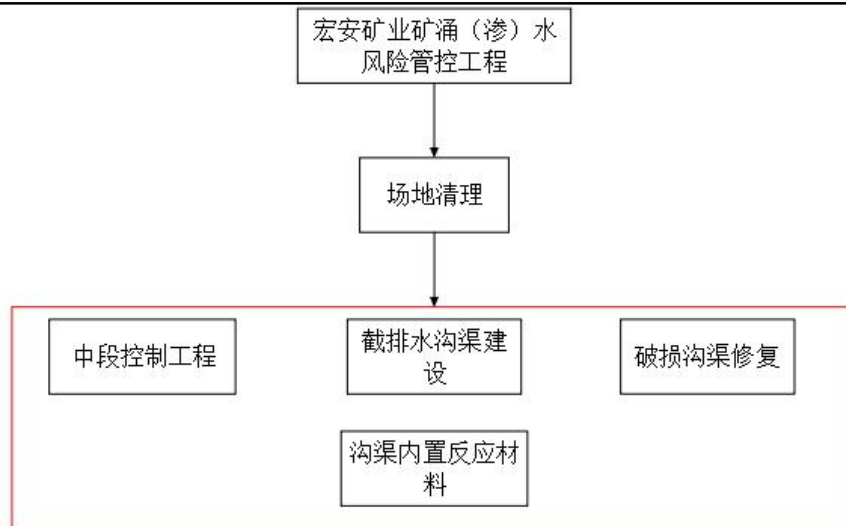 宏安矿业矿涌（渗）水
风险管控工程
场地清理
中段控制工程
截排水沟渠建
设
破损沟渠修复
沟渠内置反应材
料